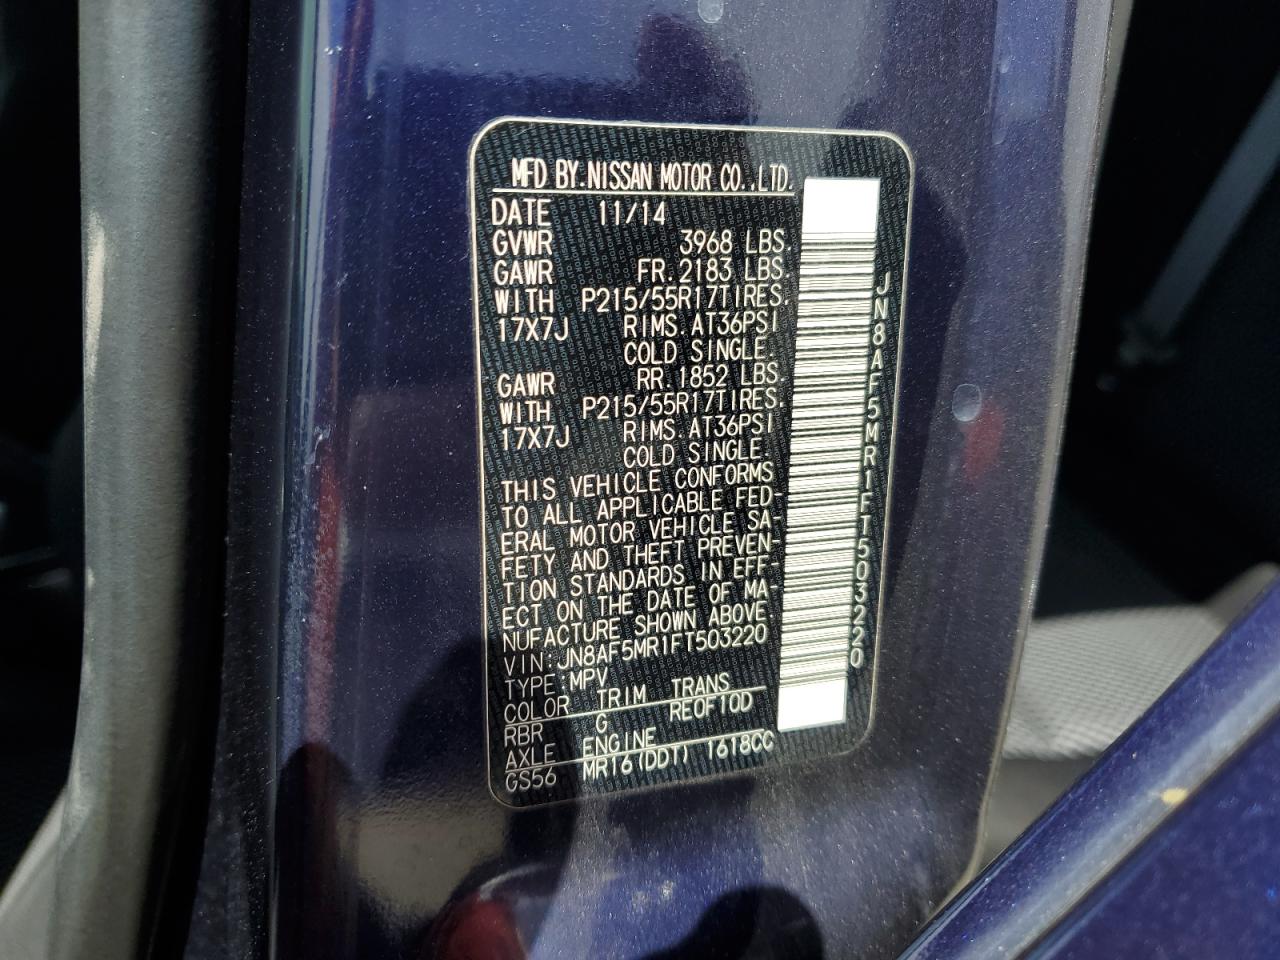 MFD BY.NISSAN MOTOR CO.,LTD.
DATE 11/14
GVWR 3968 LBS.
GAWR FR.2183 LBS.
WITH P215/55R17TIRES.
17X7J RIMS.AT36PSI
COLD SINGLE.
GAWR RR.1852 LBS.
WITH P215/55R17TIRES.
17X7J RIMS.AT36PSI
COLD SINGLE.
THIS VEHICLE CONFORMS
TO ALL APPLICABLE FED-
ERAL MOTOR VEHICLE SA-
FETY AND THEFT PREVEN-
TION STANDARDS IN EFF-
ECT ON THE DATE OF MA-
NUFACTURE SHOWN ABOVE
VIN:JN8AF5MR1FT503220
TYPE:MPV
COLOR TRIM TRANS
RBR G RE0F10D
AXLE ENGINE
GS56 MR16(DDT) 1618CC
JN8AF5MR1FT503220